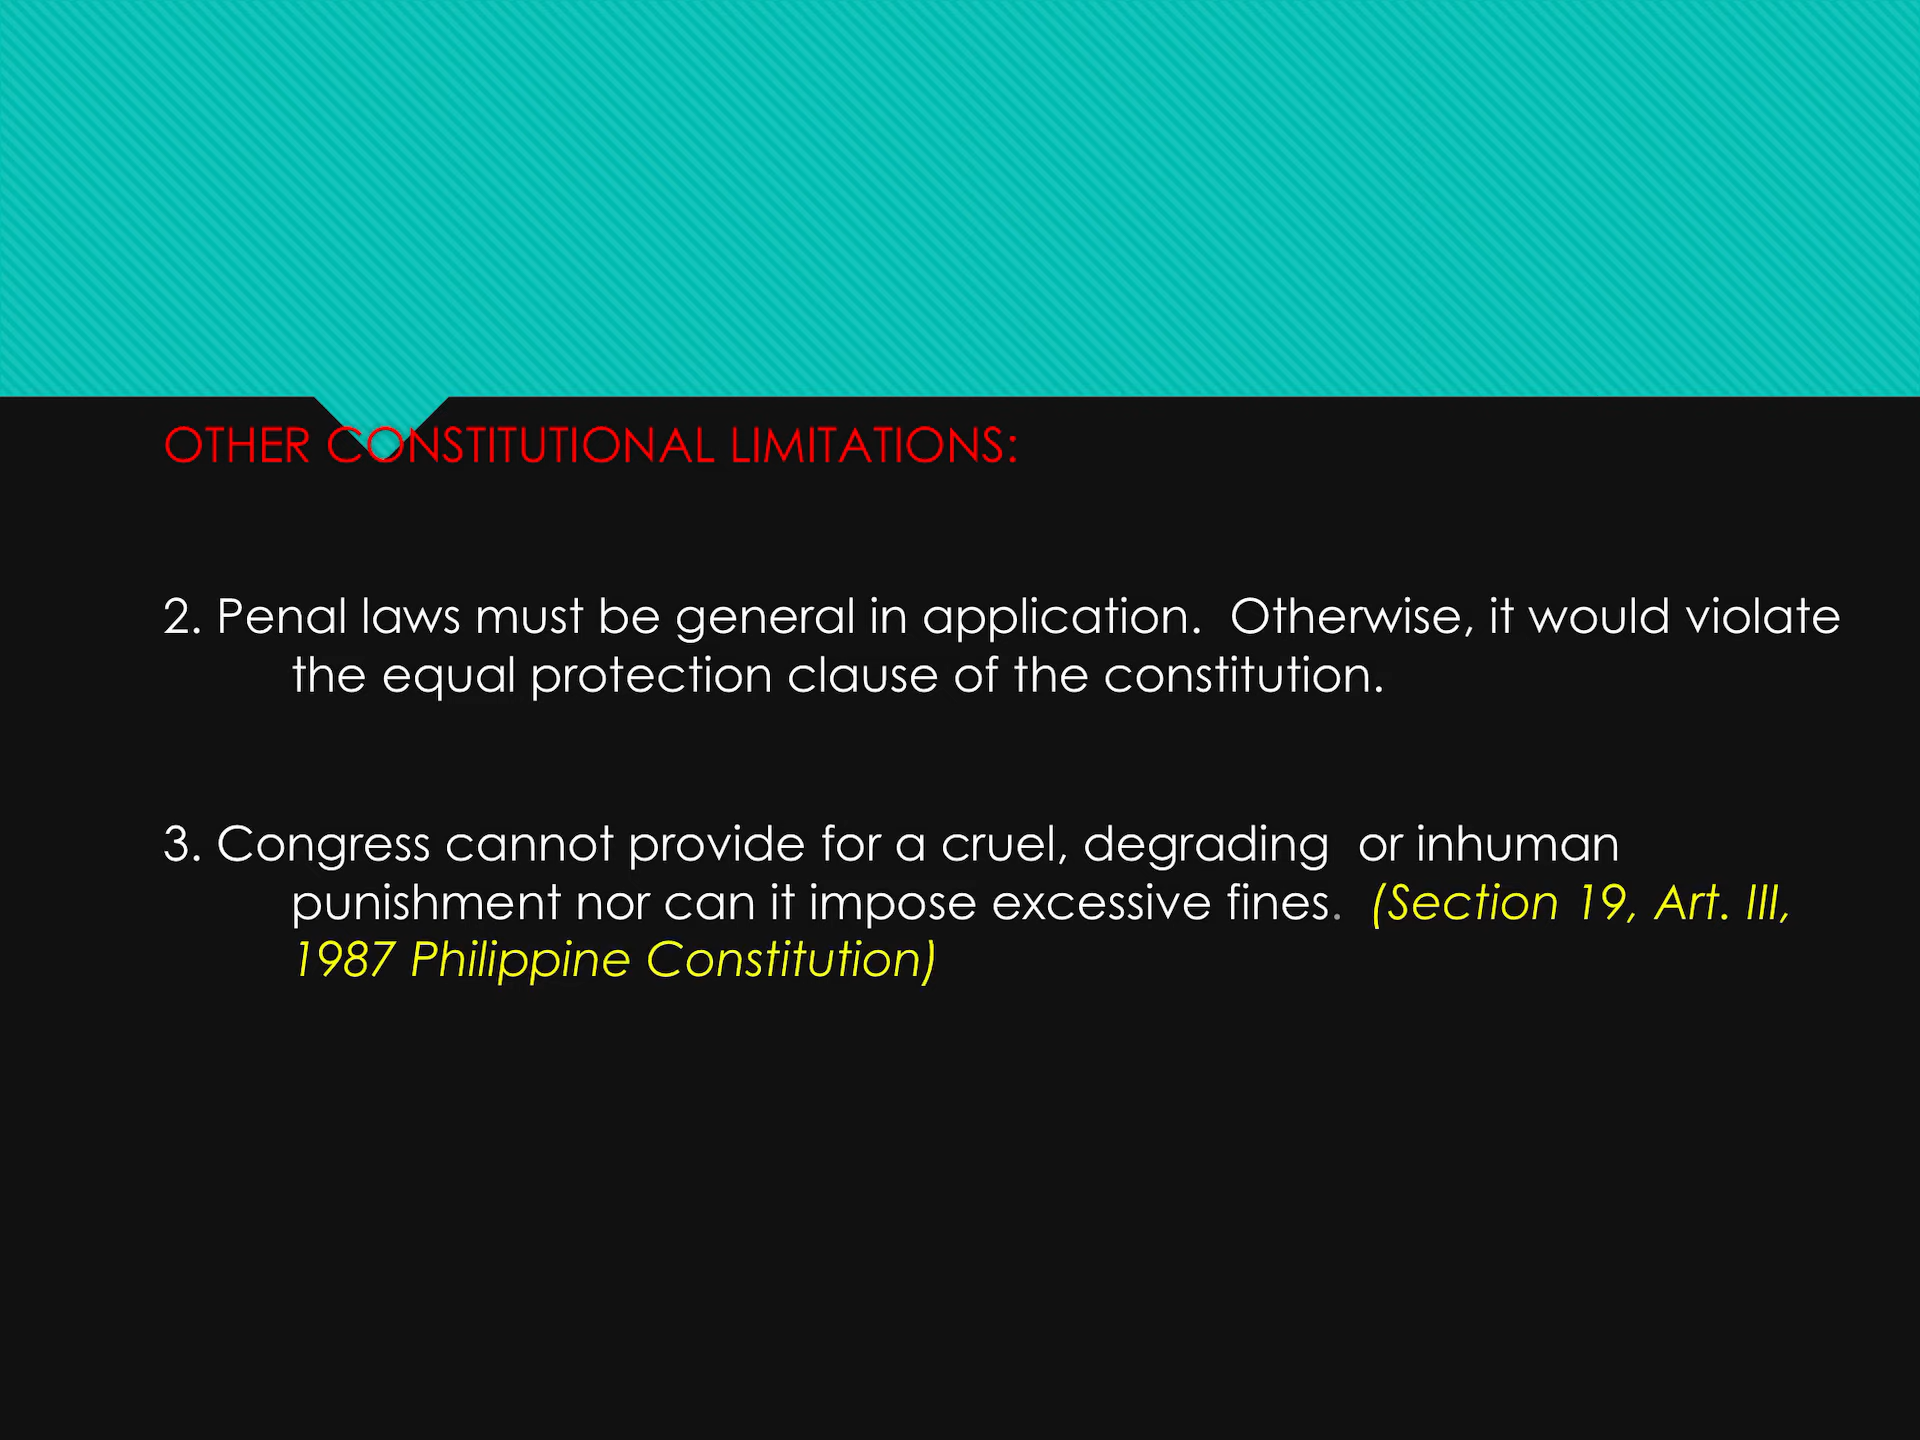 OTHER CONSTITUTIONAL LIMITATIONS:
2. Penal laws must be general in application.  Otherwise, it would violate
the equal protection clause of the constitution.
3. Congress cannot provide for a cruel, degrading  or inhuman
punishment nor can it impose excessive fines.  (Section 19, Art. III,
1987 Philippine Constitution)